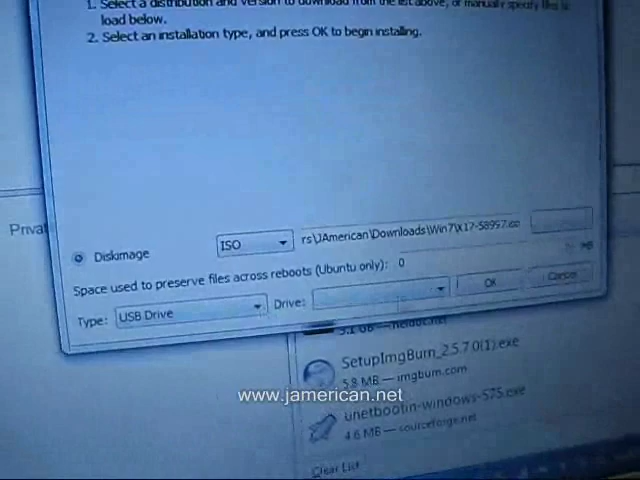 1. Select a distribution and version to download from the list above, or manually specify files to
load below.
2. Select an installation type, and press OK to begin installing.
Privat
Diskimage
ISO
rs\JAmerican\Downloads\Win7\X17-58997.iso
Space used to preserve files across reboots (Ubuntu only): 0
MB
Type: USB Drive
Drive:
OK
Cancel
SetupImgBurn_2.5.7.0(1).exe
5.8 MB — imgburn.com
www.jamerican.net
unetbootin-windows-575.exe
4.6 MB — sourceforge.net
Clear List